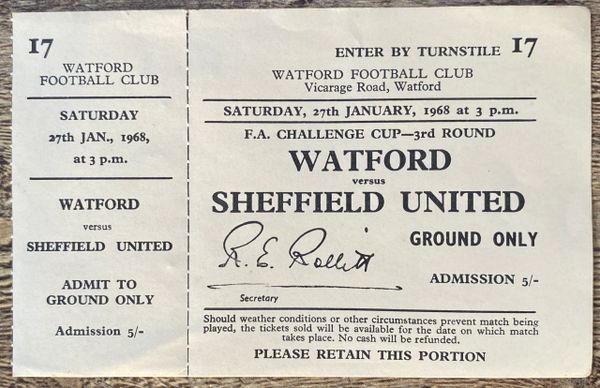 17
WATFORD
FOOTBALL CLUB
SATURDAY
27th JAN., 1968,
at 3 p.m.
WATFORD
versus
SHEFFIELD UNITED
ADMIT TO
GROUND ONLY
Admission 5/-
ENTER BY TURNSTILE 17
WATFORD FOOTBALL CLUB
Vicarage Road, Watford
SATURDAY, 27th JANUARY, 1968 at 3 p.m.
F.A. CHALLENGE CUP—3rd ROUND
WATFORD
versus
SHEFFIELD UNITED
GROUND ONLY
R. E. Rollitt
ADMISSION 5/-
Secretary
Should weather conditions or other circumstances prevent match being
played, the tickets sold will be available for the date on which match
takes place. No cash will be refunded.
PLEASE RETAIN THIS PORTION